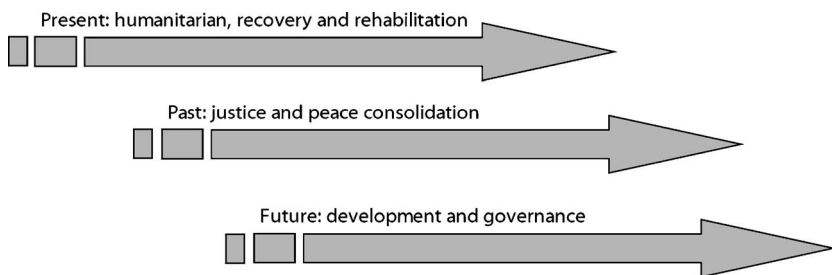 Present: humanitarian, recovery and rehabilitation
Past: justice and peace consolidation
Future: development and governance